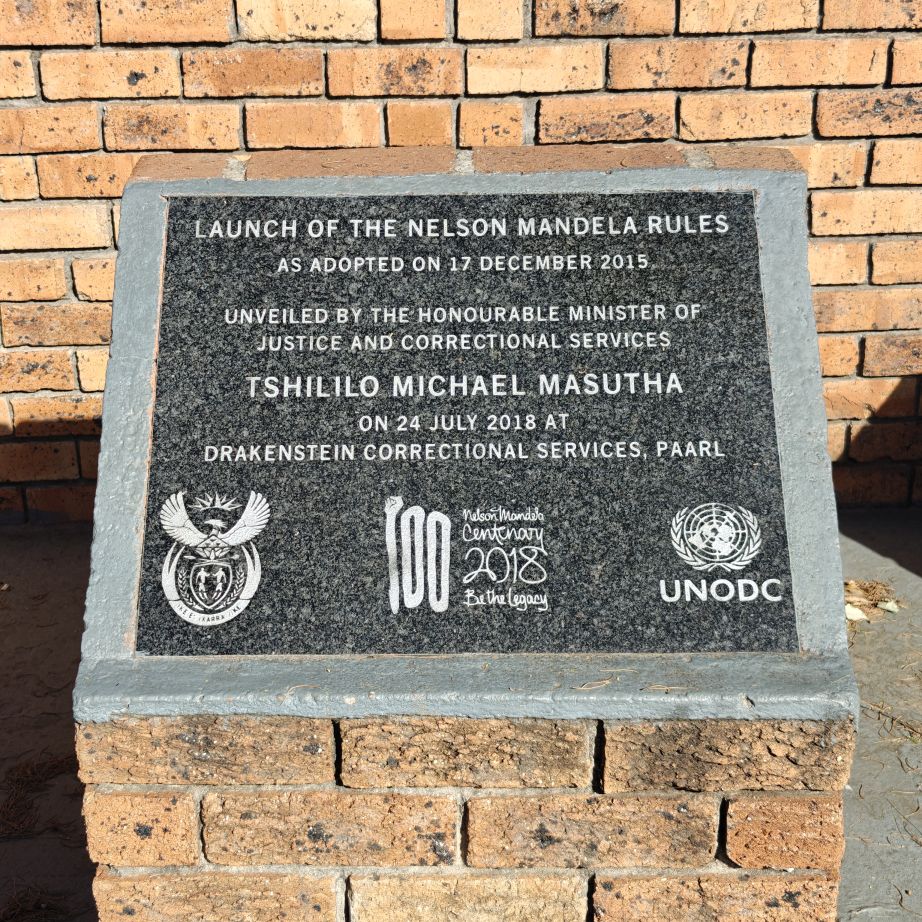 LAUNCH OF THE NELSON MANDELA RULES
AS ADOPTED ON 17 DECEMBER 2015
UNVEILED BY THE HONOURABLE MINISTER OF
JUSTICE AND CORRECTIONAL SERVICES
TSHILILO MICHAEL MASUTHA
ON 24 JULY 2018 AT
DRAKENSTEIN CORRECTIONAL SERVICES, PAARL
100
Nelson Mandela
Centenary
2018
Be the Legacy
UNODC